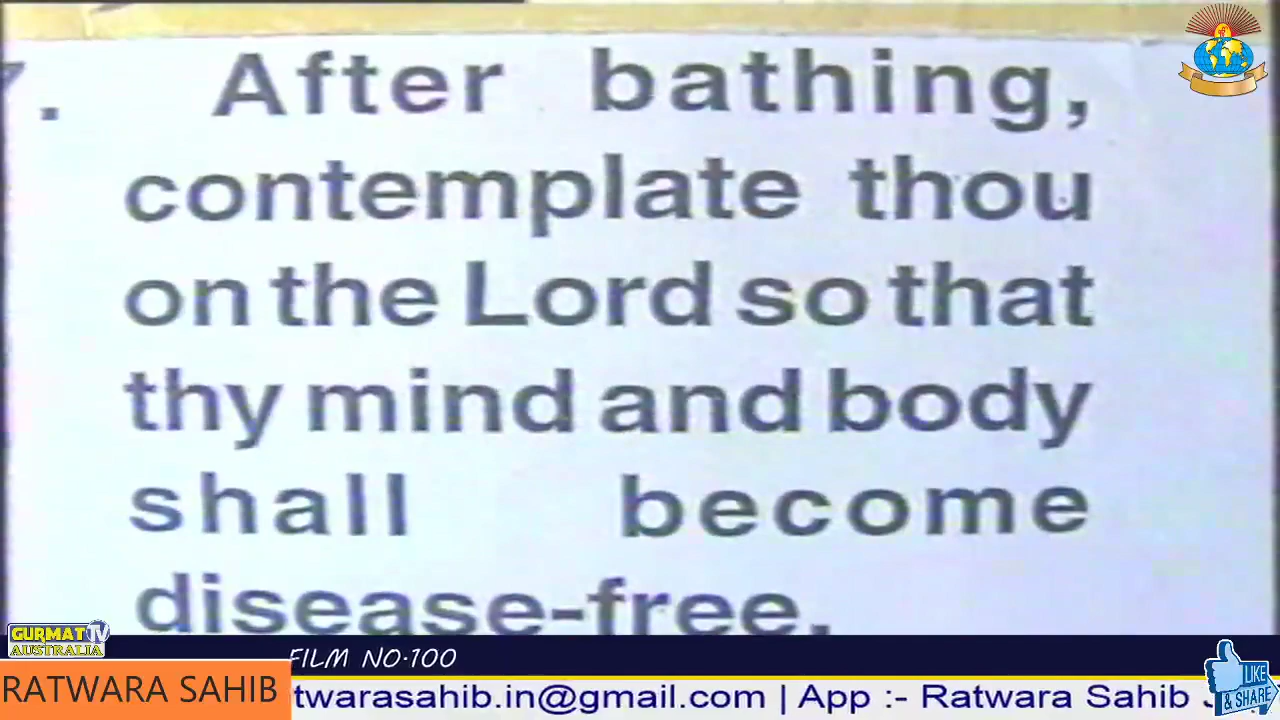 7. After bathing,
contemplate thou
on the Lord so that
thy mind and body
shall become
disease-free.
GURMAT TV
AUSTRALIA
FILM NO.100
RATWARA SAHIB
twarasahib.in@gmail.com | App :- Ratwara Sahib
LIKE
& SHARE